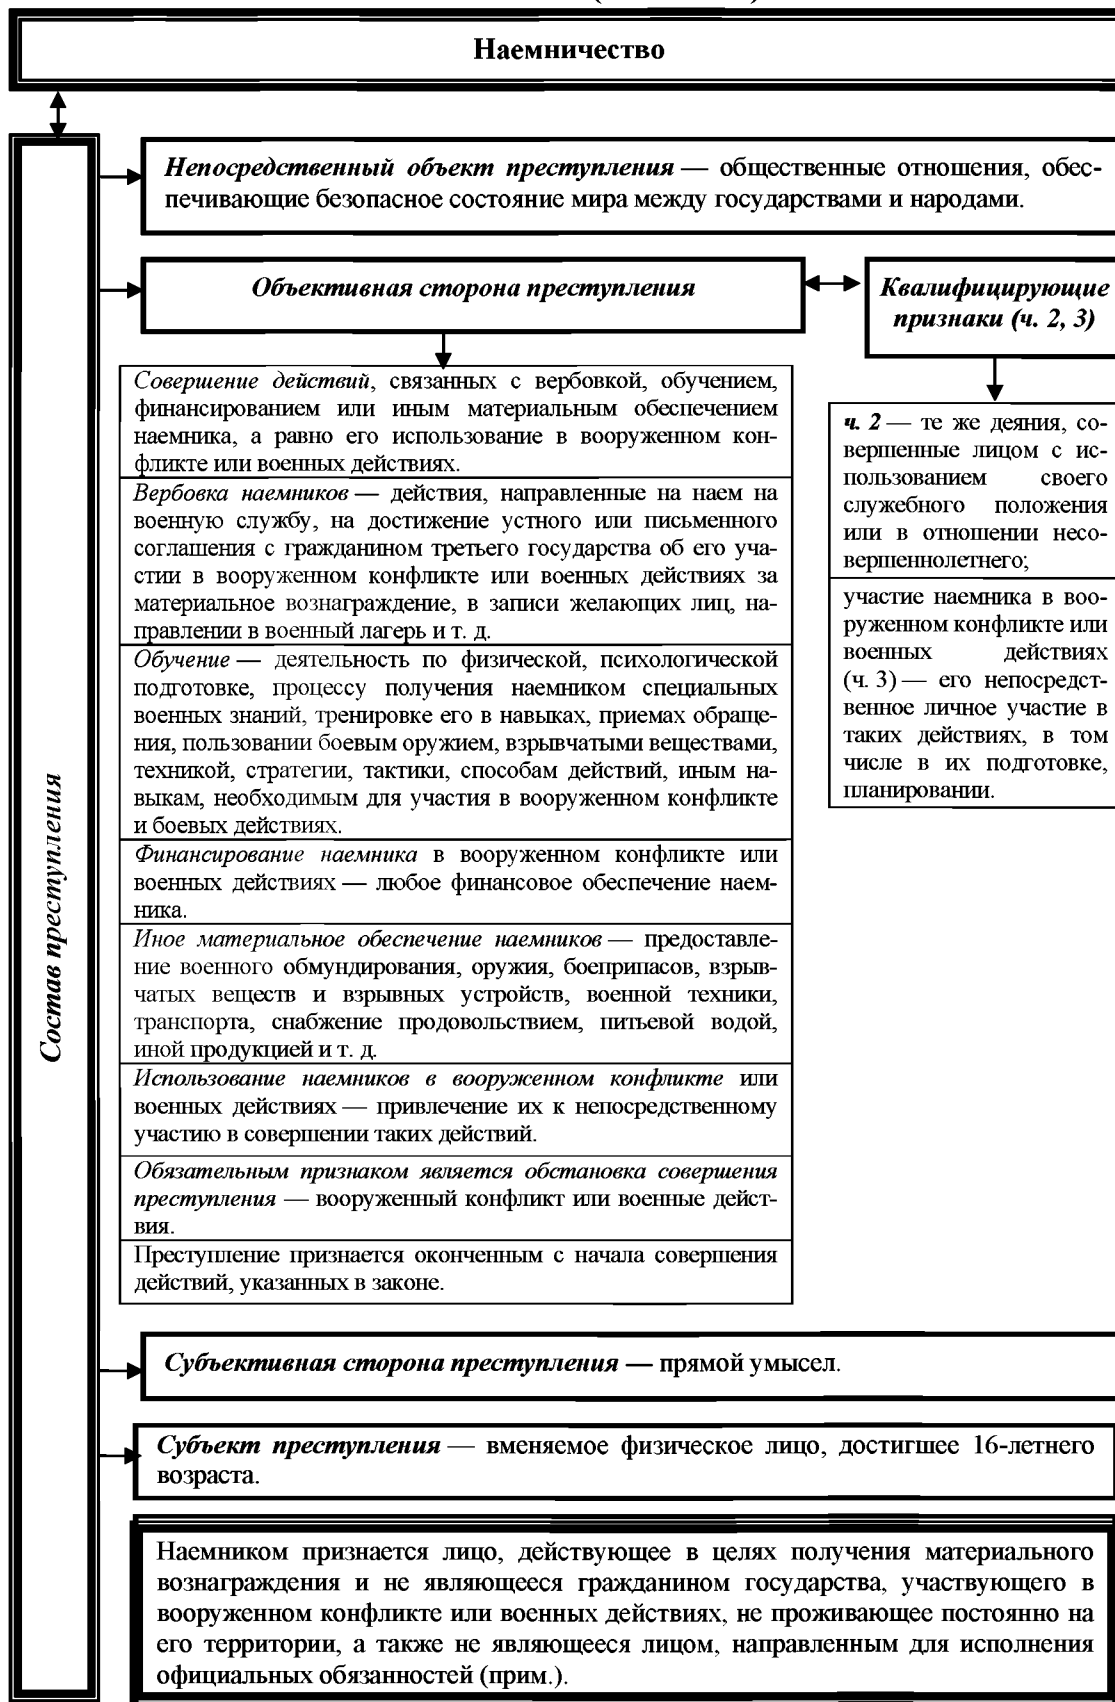 Наемничество
Непосредственный объект преступления — общественные отношения, обес-
печивающие безопасное состояние мира между государствами и народами.
Объективная сторона преступления
Квалифицирующие
признаки (ч. 2, 3)
Совершение действий, связанных с вербовкой, обучением,
финансированием или иным материальным обеспечением
наемника, а равно его использование в вооруженном кон-
фликте или военных действиях.
Вербовка наемников — действия, направленные на наем на
военную службу, на достижение устного или письменного
соглашения с гражданином третьего государства об его уча-
стии в вооруженном конфликте или военных действиях за
материальное вознаграждение, в записи желающих лиц, на-
правлении в военный лагерь и т. д.
Обучение — деятельность по физической, психологической
подготовке, процессу получения наемником специальных
военных знаний, тренировке его в навыках, приемах обраще-
ния, пользовании боевым оружием, взрывчатыми веществами,
техникой, стратегии, тактики, способам действий, иным на-
выкам, необходимым для участия в вооруженном конфликте
и боевых действиях.
Финансирование наемника в вооруженном конфликте или
военных действиях — любое финансовое обеспечение наем-
ника.
Иное материальное обеспечение наемников — предоставле-
ние военного обмундирования, оружия, боеприпасов, взрыв-
чатых веществ и взрывных устройств, военной техники,
транспорта, снабжение продовольствием, питьевой водой,
иной продукцией и т. д.
Использование наемников в вооруженном конфликте или
военных действиях — привлечение их к непосредственному
участию в совершении таких действий.
Обязательным признаком является обстановка совершения
преступления — вооруженный конфликт или военные дейст-
вия.
Преступление признается оконченным с начала совершения
действий, указанных в законе.
ч. 2 — те же деяния, со-
вершенные лицом с ис-
пользованием своего
служебного положения
или в отношении несо-
вершеннолетнего;
участие наемника в воо-
руженном конфликте или
военных действиях
(ч. 3) — его непосредст-
венное личное участие в
таких действиях, в том
числе в их подготовке,
планировании.
Состав преступления
Субъективная сторона преступления — прямой умысел.
Субъект преступления — вменяемое физическое лицо, достигшее 16-летнего
возраста.
Наемником признается лицо, действующее в целях получения материального
вознаграждения и не являющееся гражданином государства, участвующего в
вооруженном конфликте или военных действиях, не проживающее постоянно на
его территории, а также не являющееся лицом, направленным для исполнения
официальных обязанностей (прим.).